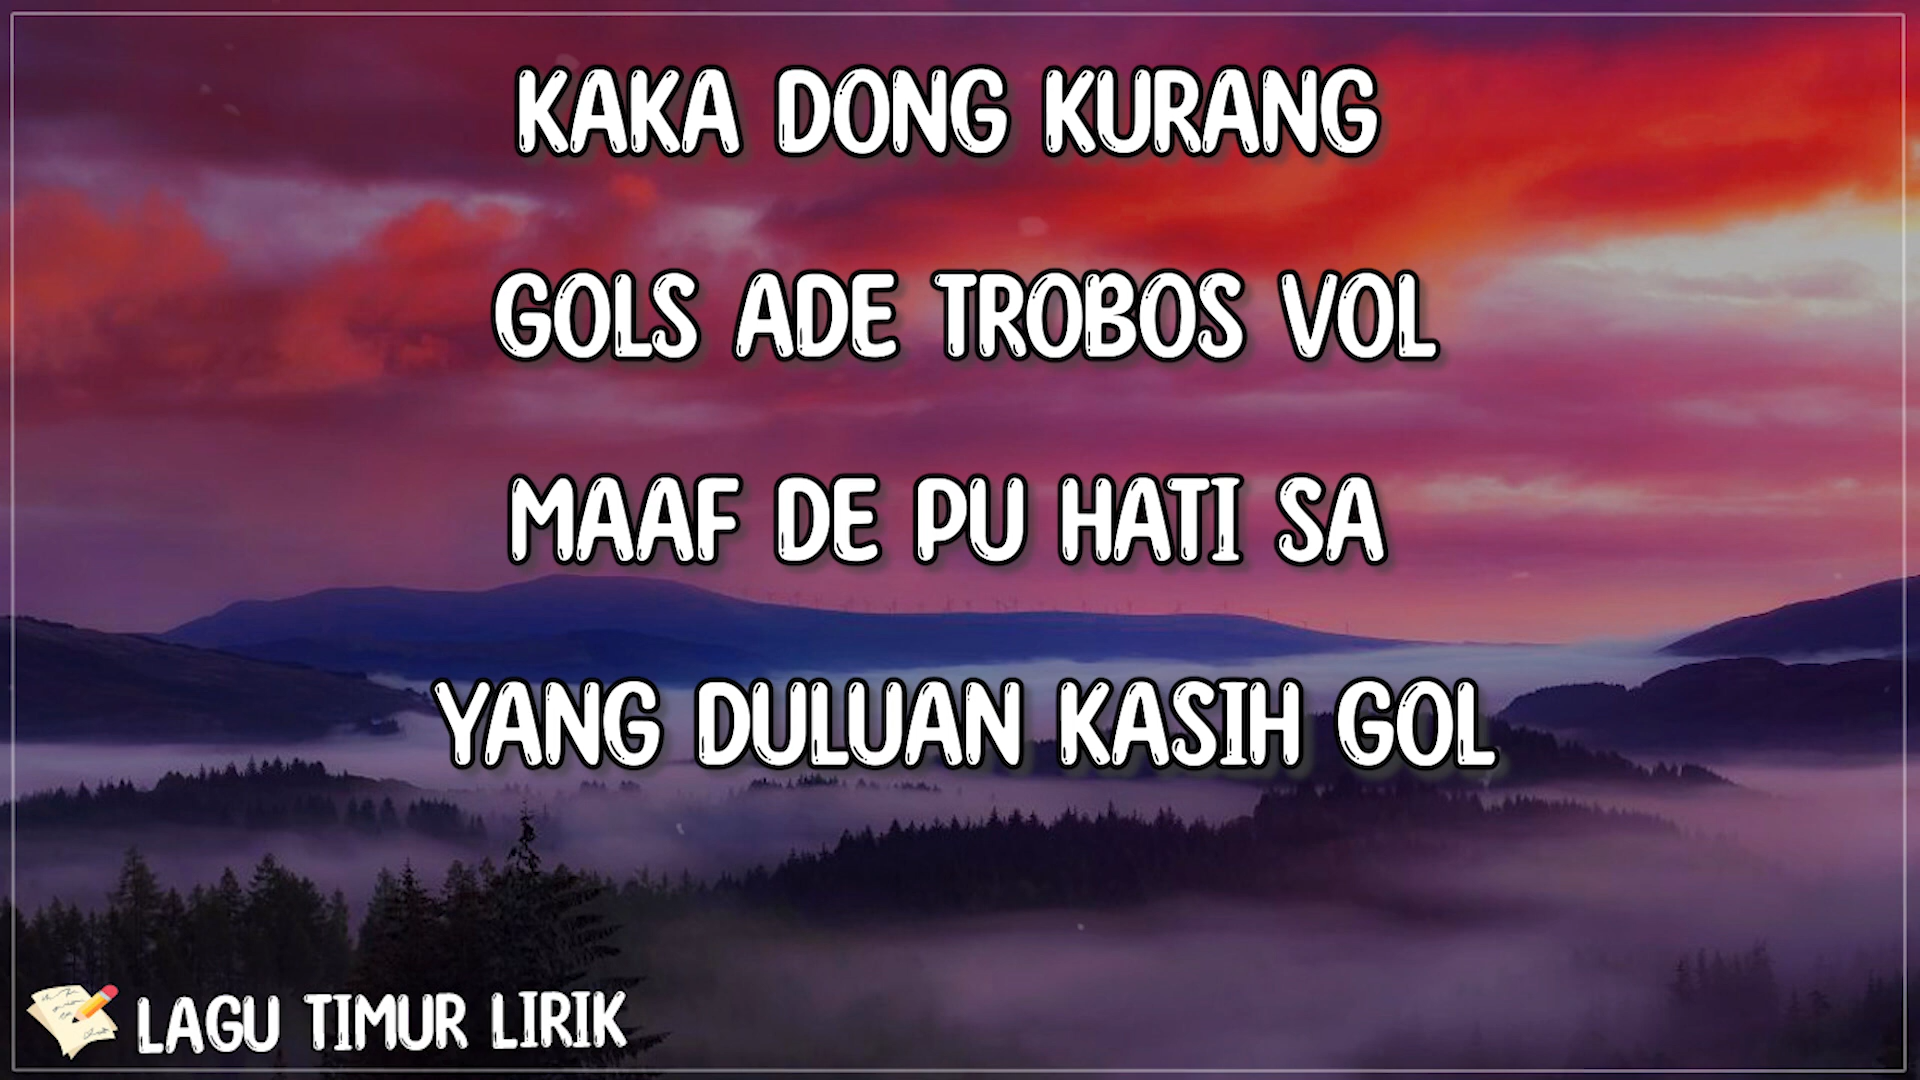 KAKA DONG KURANG
GOLS ADE TROBOS VOL
MAAF DE PU HATI SA
YANG DULUAN KASIH GOL
LAGU TIMUR LIRIK